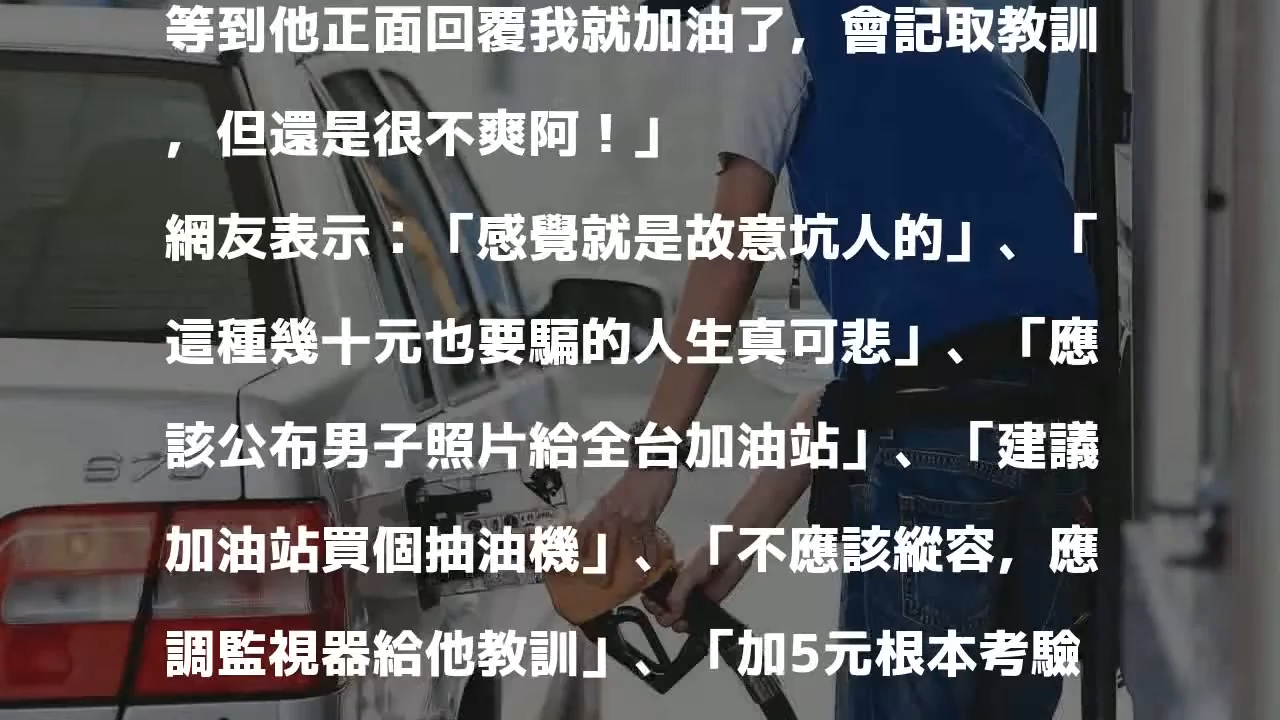 等到他正面回覆我就加油了，會記取教訓
，但還是很不爽阿！」
網友表示：「感覺就是故意坑人的」、「
這種幾十元也要騙的人生真可悲」、「應
該公布男子照片給全台加油站」、「建議
加油站買個抽油機」、「不應該縱容，應
調監視器給他教訓」、「加5元根本考驗